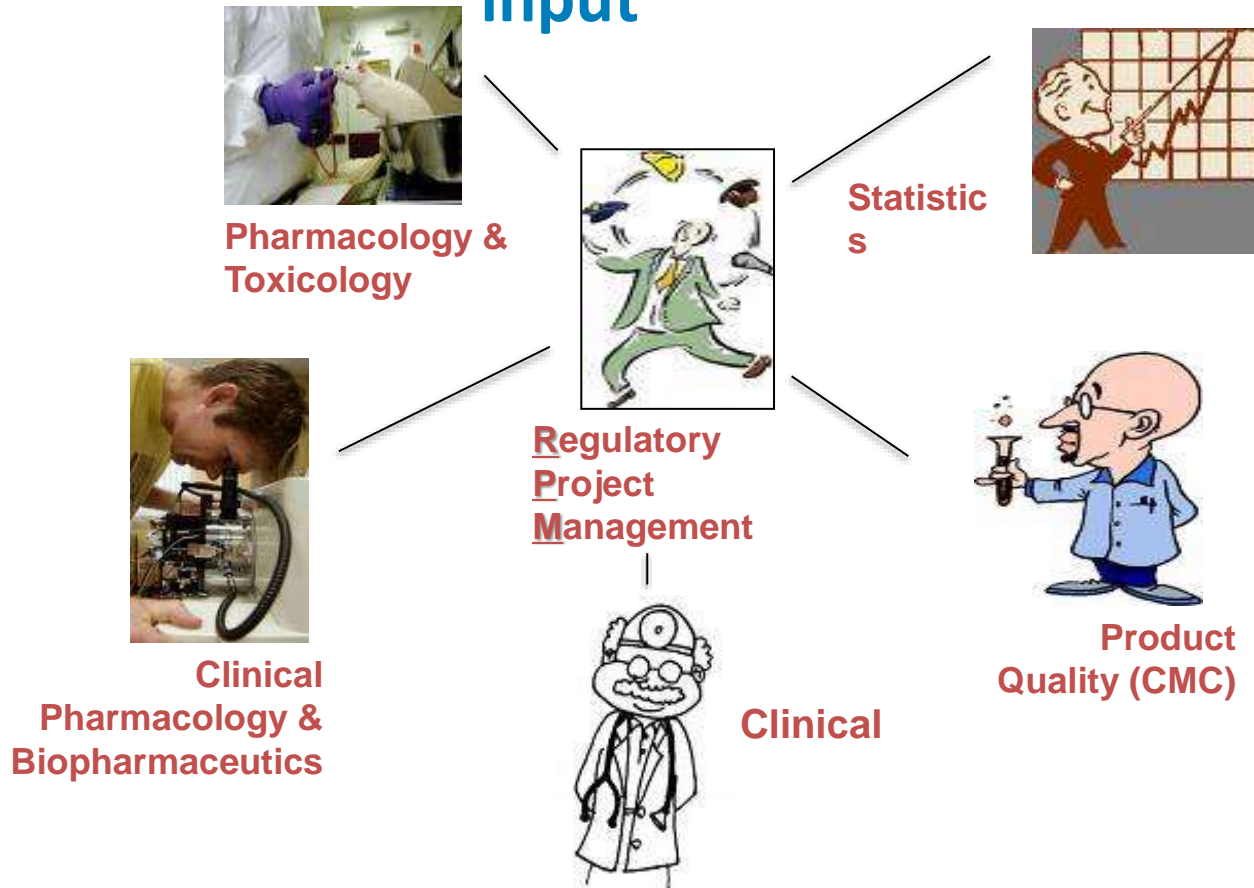 Input
Pharmacology &
Toxicology
Statistic
s
Regulatory
Project
Management
Clinical
Pharmacology &
Biopharmaceutics
Clinical
Product
Quality (CMC)